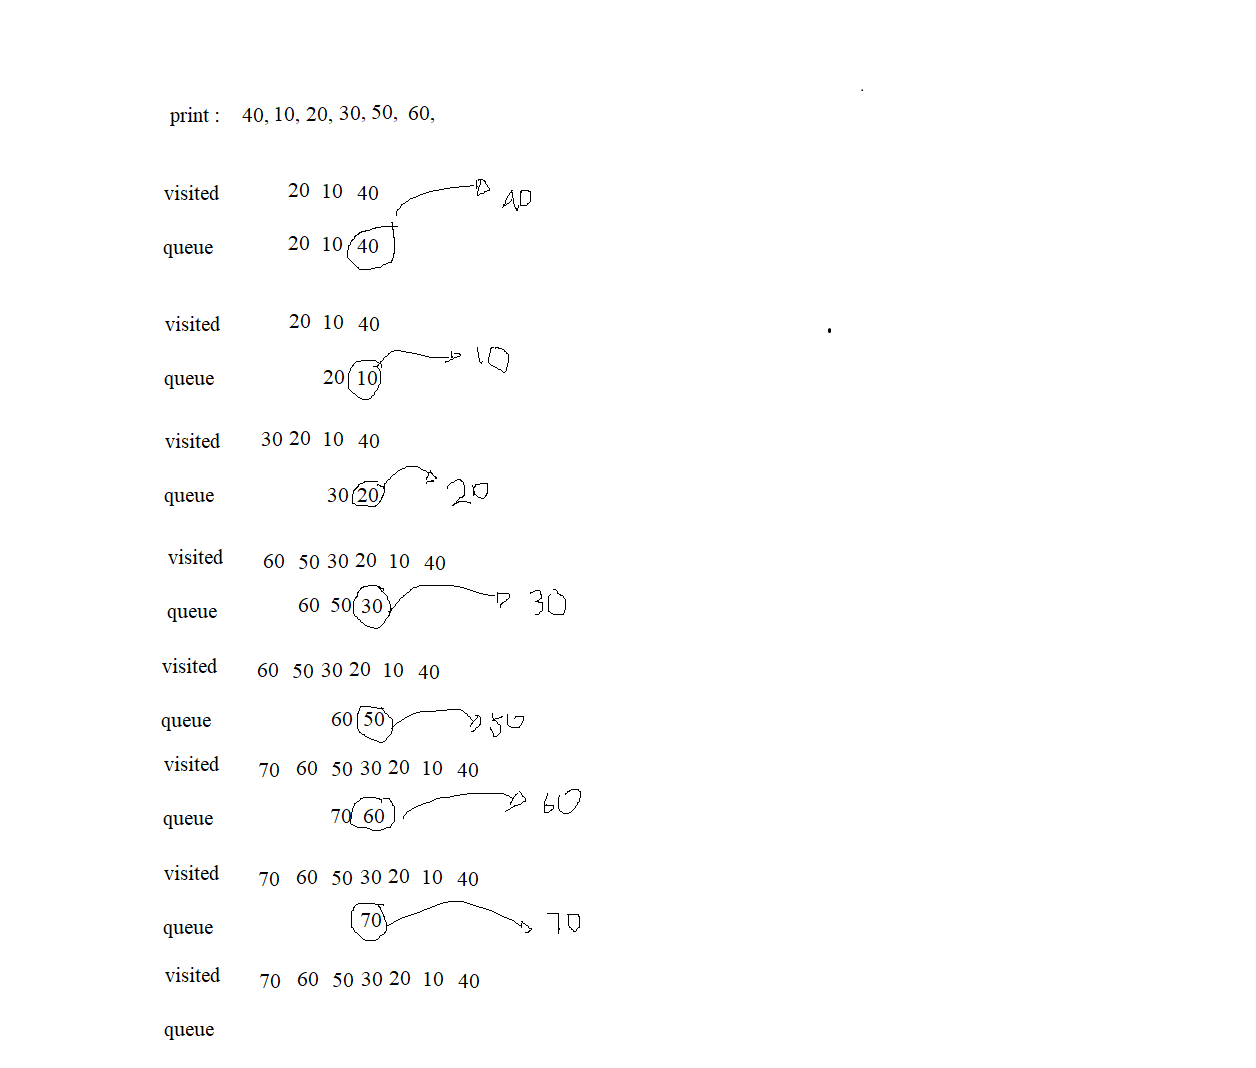 print : 40, 10, 20, 30, 50, 60,
visited 20 10 40
40
queue 20 10 40
visited 20 10 40
10
queue 20 10
visited 30 20 10 40
queue 30 20
20
visited 60 50 30 20 10 40
queue 60 50 30
30
visited 60 50 30 20 10 40
queue 60 50
50
visited 70 60 50 30 20 10 40
queue 70 60
60
visited 70 60 50 30 20 10 40
queue 70
70
visited 70 60 50 30 20 10 40
queue